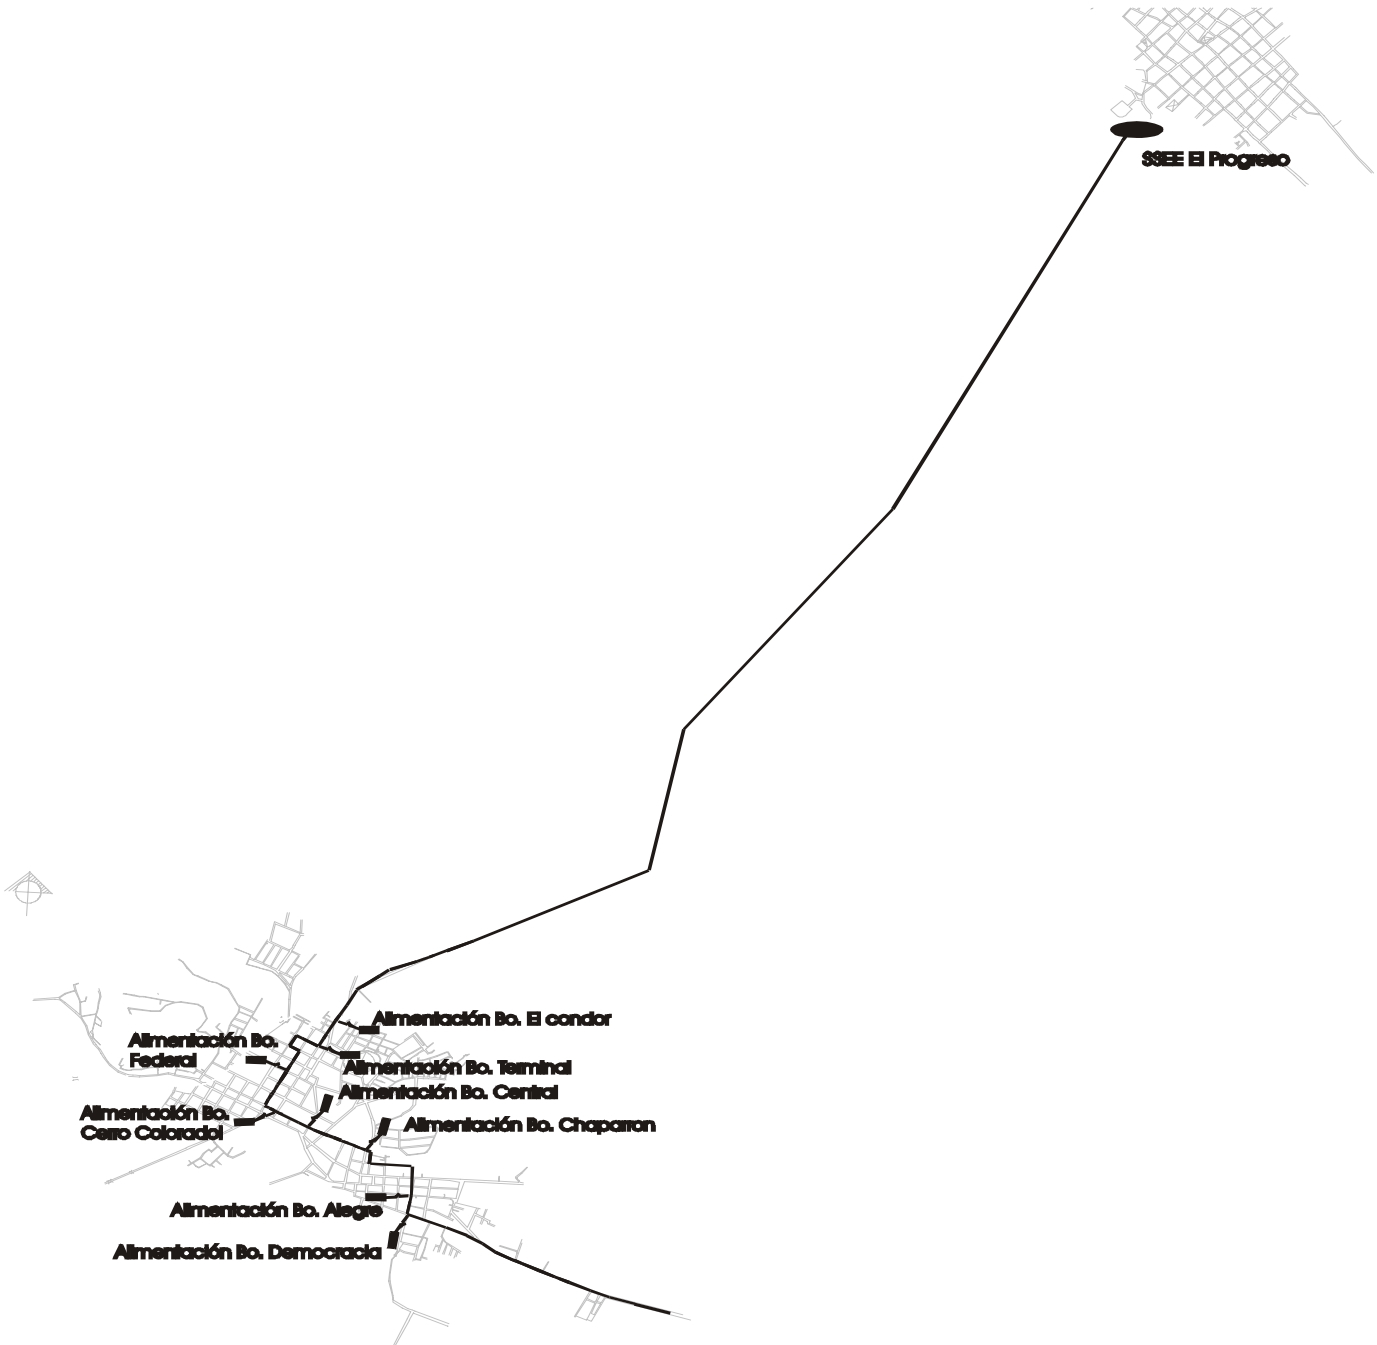 SSEE El Progreso
Alimentación Bo. El condor
Alimentación Bo.
Federal
Alimentación Bo. Terminal
Alimentación Bo. Central
Alimentación Bo.
Cerro Coloradol
Alimentación Bo. Chaparron
Alimentación Bo. Alegre
Alimentación Bo. Democracia